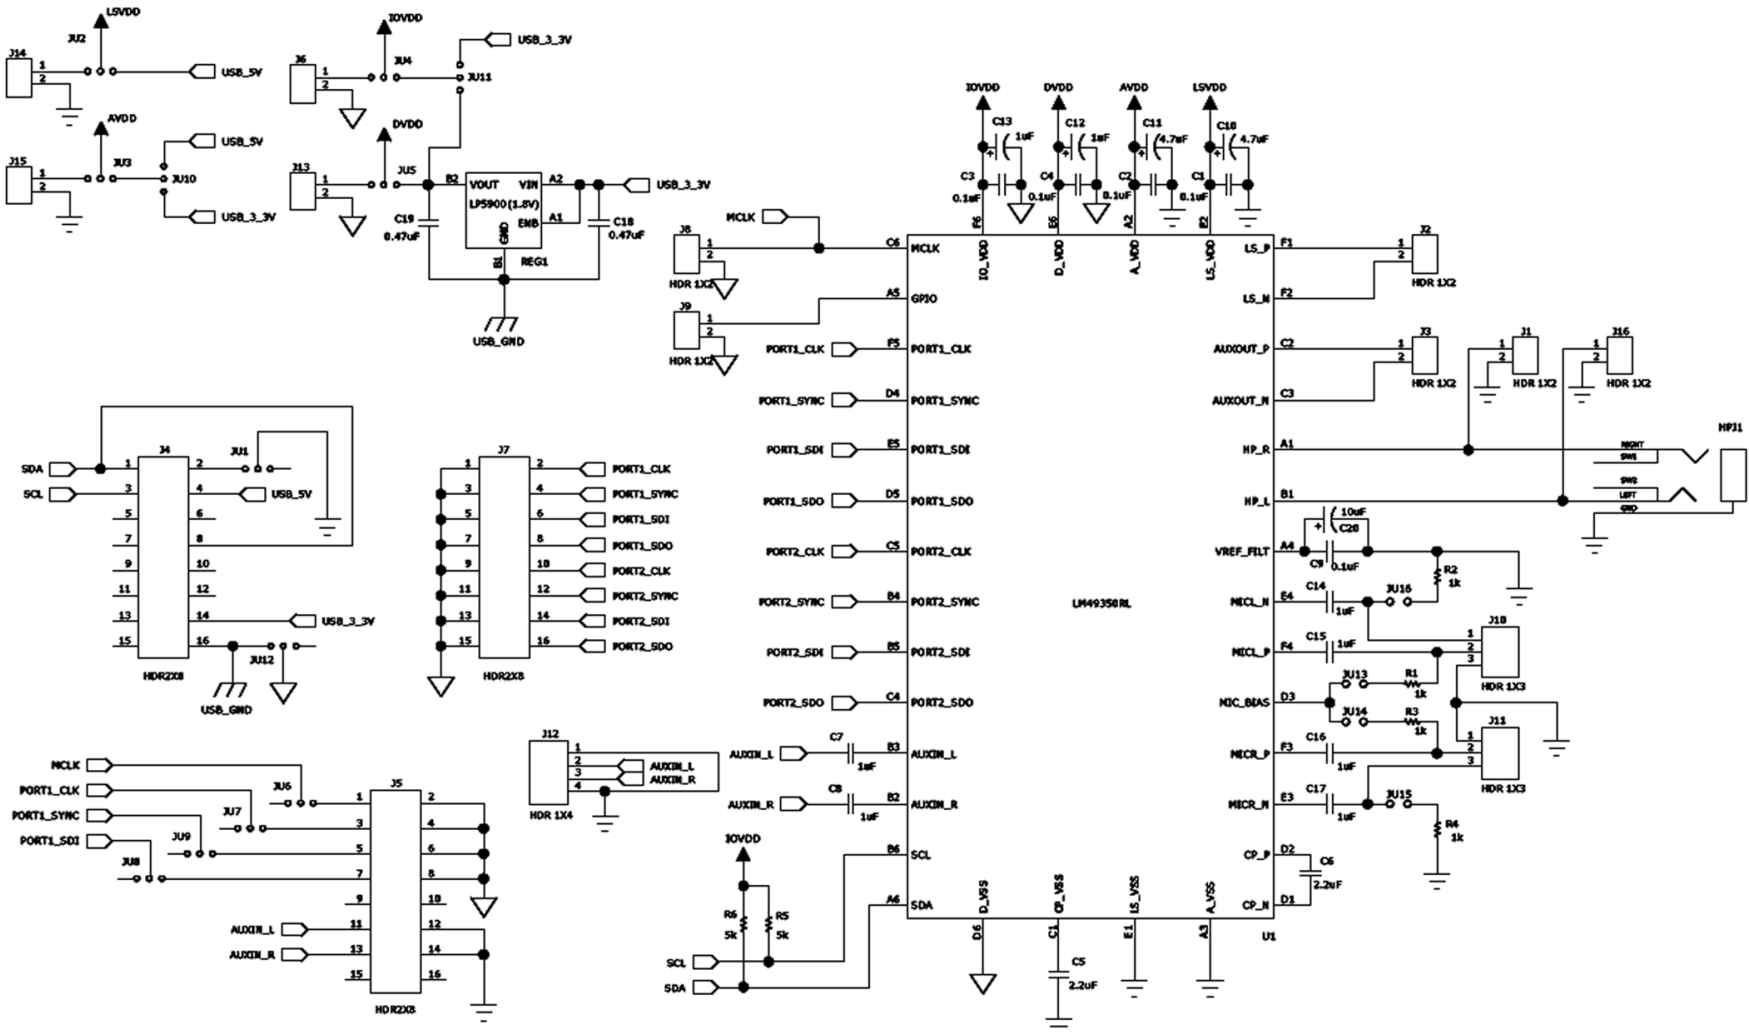 LSVDD
JU2
J14
1
2
USB_5V
IOVDD
J6
1
2
JU4
USB_3_3V
JU11
AVDD
J15
1
2
JU3
USB_5V
JU10
USB_3_3V
DVDD
J13
1
2
JU5
B2
VOUT
VIN
A2
LP5900(1.8V)
ENB
A1
GND
B1
REG1
USB_3_3V
C19
0.47uF
C18
0.47uF
USB_GND
J4
SDA
SCL
1
2
3
4
5
6
7
8
9
10
11
12
13
14
15
16
JU1
USB_5V
USB_3_3V
JU12
USB_GND
HDR2X8
J7
1
2
PORT1_CLK
3
4
PORT1_SYNC
5
6
PORT1_SDI
7
8
PORT1_SDO
9
10
PORT2_CLK
11
12
PORT2_SYNC
13
14
PORT2_SDI
15
16
PORT2_SDO
HDR2X8
MCLK
PORT1_CLK
PORT1_SYNC
PORT1_SDI
JU6
JU7
JU9
JU8
J5
1
2
3
4
5
6
7
8
9
10
AUXIN_L
11
12
AUXIN_R
13
14
15
16
HDR2X8
J12
1
2
3
4
AUXIN_L
AUXIN_R
HDR 1X4
IOVDD
DVDD
AVDD
LSVDD
C13
1uF
C12
1uF
C11
4.7uF
C10
4.7uF
C3
0.1uF
C4
0.1uF
C2
0.1uF
C1
0.1uF
F6
E6
A2
E2
IO_VDD
D_VDD
A_VDD
LS_VDD
MCLK
J8
1
2
HDR 1X2
C6
MCLK
J9
1
2
HDR 1X2
A5
GPIO
PORT1_CLK
F5
PORT1_CLK
PORT1_SYNC
D4
PORT1_SYNC
PORT1_SDI
E5
PORT1_SDI
PORT1_SDO
D5
PORT1_SDO
PORT2_CLK
C5
PORT2_CLK
PORT2_SYNC
B4
PORT2_SYNC
PORT2_SDI
B5
PORT2_SDI
PORT2_SDO
C4
PORT2_SDO
AUXIN_L
C7
1uF
B3
AUXIN_L
AUXIN_R
C8
1uF
B2
AUXIN_R
IOVDD
B6
SCL
A6
SDA
R6
5k
R5
5k
SCL
SDA
LM49350RL
D_VSS
CP_VSS
LS_VSS
A_VSS
D6
C1
E1
A3
C5
2.2uF
U1
LS_P
F1
LS_N
F2
J2
1
2
HDR 1X2
AUXOUT_P
C2
AUXOUT_N
C3
J3
1
2
HDR 1X2
J1
1
2
HDR 1X2
J16
1
2
HDR 1X2
HP_R
A1
HP_L
B1
HPJ1
RIGHT
SW1
SW2
LEFT
GND
VREF_FILT
A4
10uF
C20
C9
0.1uF
R2
1k
MICL_N
E4
C14
1uF
JU16
MICL_P
F4
C15
1uF
J10
1
2
3
HDR 1X3
JU13
R1
1k
MIC_BIAS
D3
JU14
R3
1k
MICR_P
F3
C16
1uF
J11
1
2
3
HDR 1X3
MICR_N
E3
C17
1uF
JU15
R4
1k
CP_P
D2
C6
2.2uF
CP_N
D1